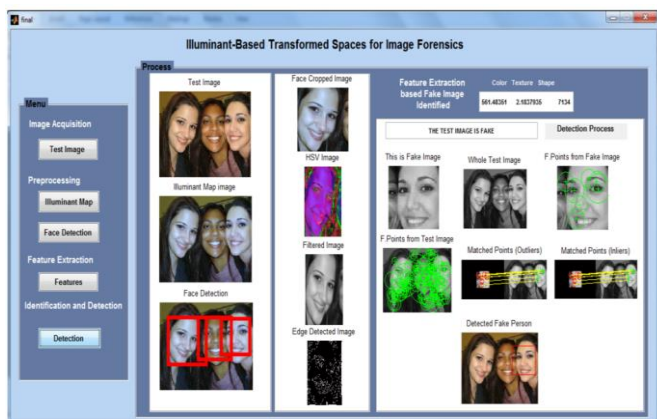 final
Illuminant-Based Transformed Spaces for Image Forensics
Menu
Image Acquisition
Test Image
Preprocessing
Illuminant Map
Face Detection
Feature Extraction
Features
Identification and Detection
Detection
Process
Test Image
Illuminant Map image
Face Detection
Face Cropped Image
HSV Image
Filtered Image
Edge Detected Image
Feature Extraction
based Fake Image
Identified
Color Texture Shape
561.48351 2.1837935 7134
THE TEST IMAGE IS FAKE
Detection Process
This is Fake Image
Whole Test Image
F.Points from Fake Image
F.Points from Test Image
Matched Points (Outliers)
Matched Points (Inliers)
Detected Fake Person